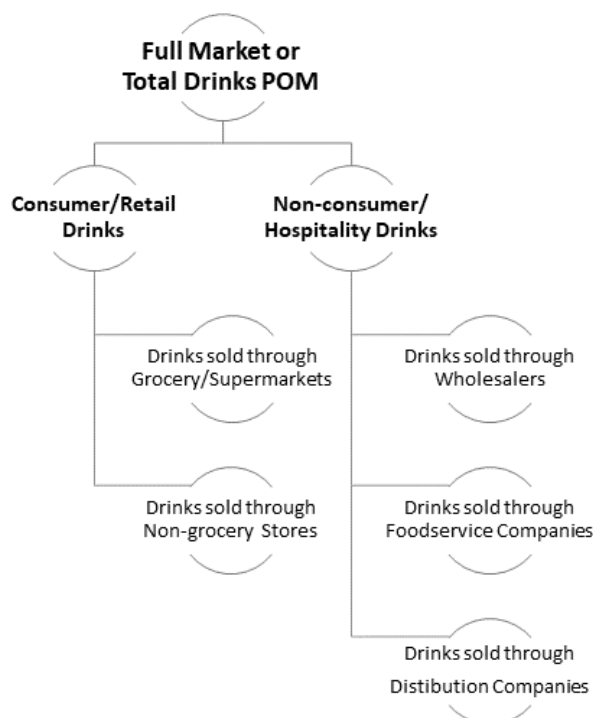 Full Market or
Total Drinks POM
Consumer/Retail
Drinks
Non-consumer/
Hospitality Drinks
Drinks sold through
Grocery/Supermarkets
Drinks sold through
Wholesalers
Drinks sold through
Non-grocery Stores
Drinks sold through
Foodservice Companies
Drinks sold through
Distibution Companies